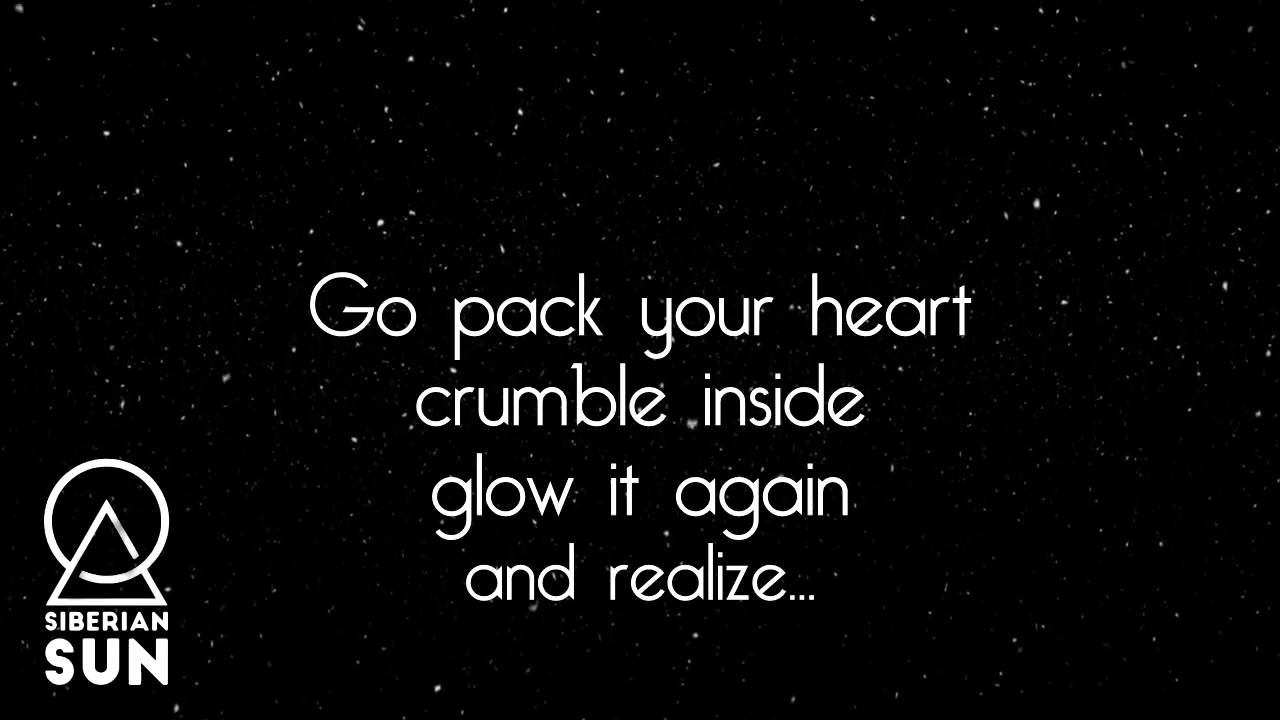 Go pack your heart
crumble inside
glow it again
and realize...
SIBERIAN
SUN